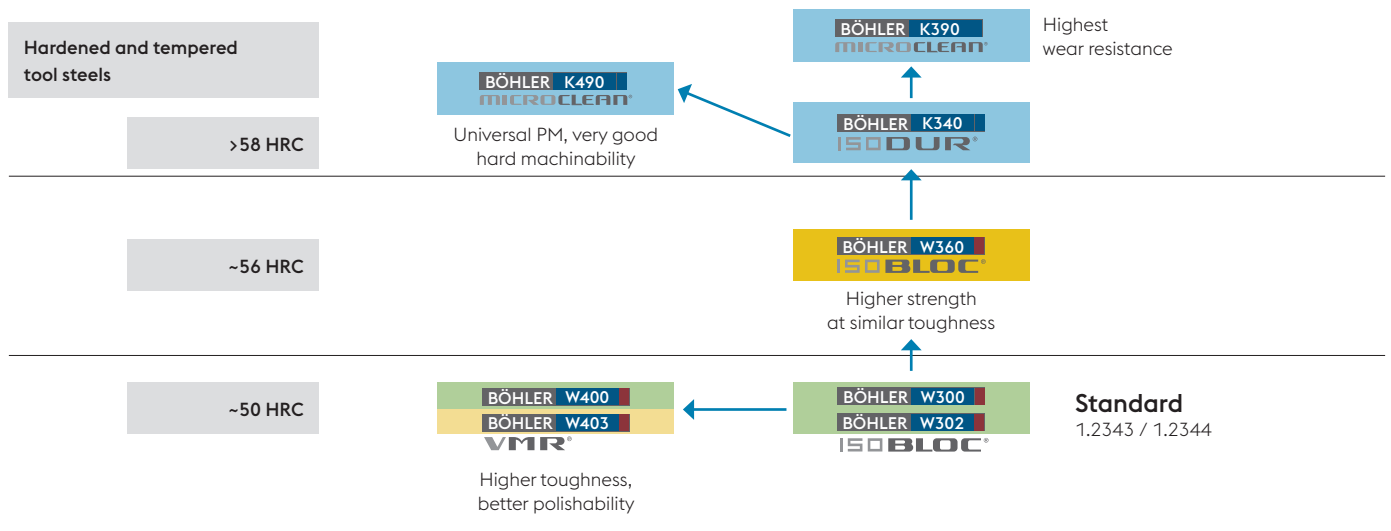 Hardened and tempered
tool steels
BÖHLER K390
MICROCLEAN®
Highest
wear resistance
BÖHLER K490
MICROCLEAN®
Universal PM, very good
hard machinability
BÖHLER K340
ISODUR®
>58 HRC
~56 HRC
BÖHLER W360
ISOBLOC®
Higher strength
at similar toughness
~50 HRC
BÖHLER W400
BÖHLER W403
VMR®
Higher toughness,
better polishability
BÖHLER W300
BÖHLER W302
ISOBLOC®
Standard
1.2343 / 1.2344